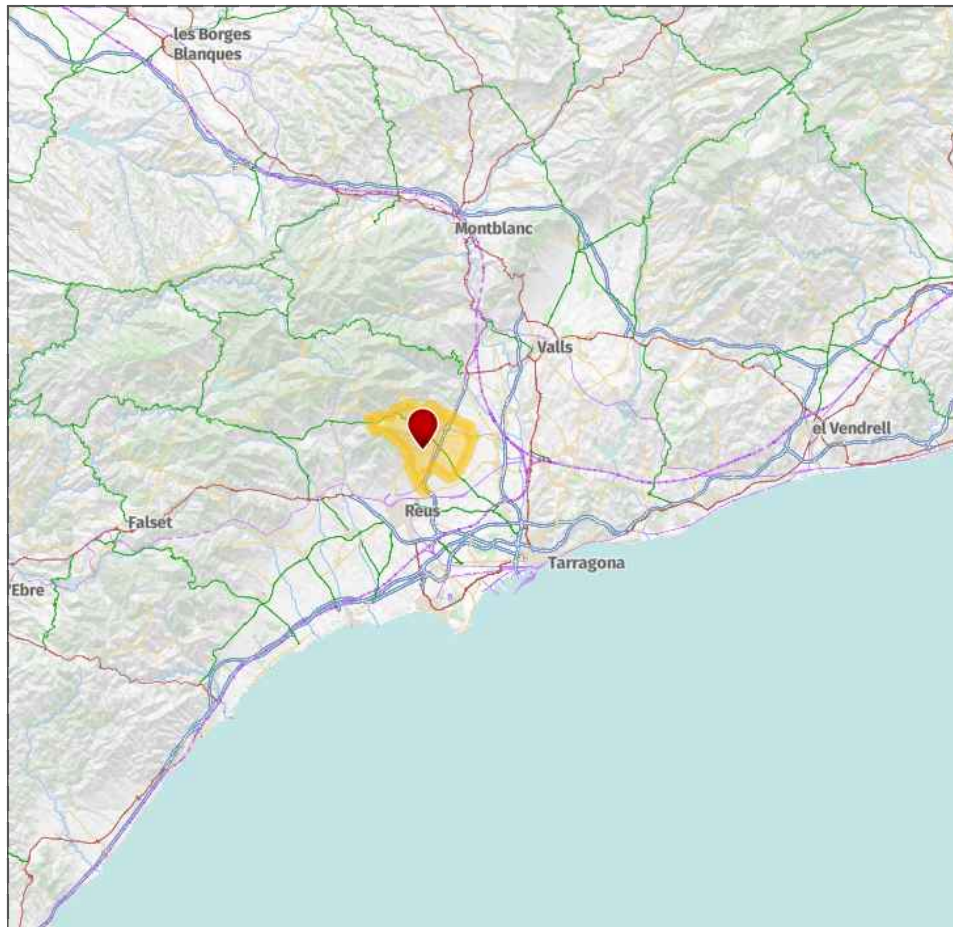 les Borges
Blanques
Montblanc
Valls
el Vendrell
Reus
Falset
Tarragona
'Ebre